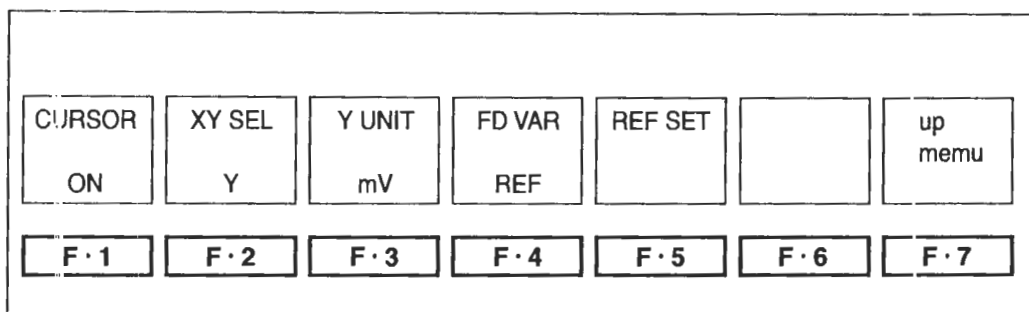 CURSOR XY SEL Y UNIT FD VAR REF SET up
memu
ON Y mV REF
F·1 F·2 F·3 F·4 F·5 F·6 F·7